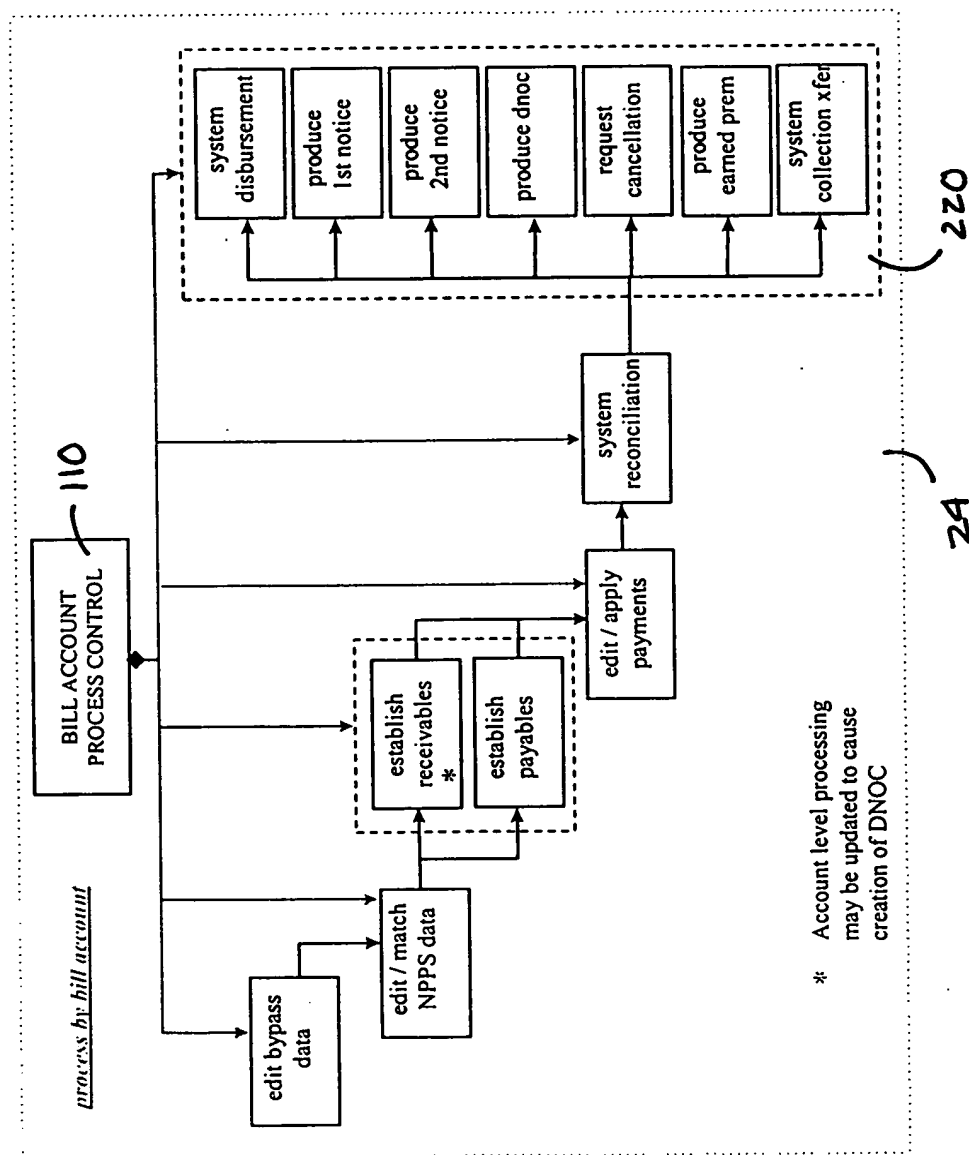 process by bill account
BILL ACCOUNT
PROCESS CONTROL
110
edit bypass
data
edit / match
NPPS data
establish
receivables
*
establish
payables
edit / apply
payments
system
reconciliation
system
disbursement
produce
1st notice
produce
2nd notice
produce dnoc
request
cancellation
produce
earned prem
system
collection xfer
220
24
* Account level processing
may be updated to cause
creation of DNOC